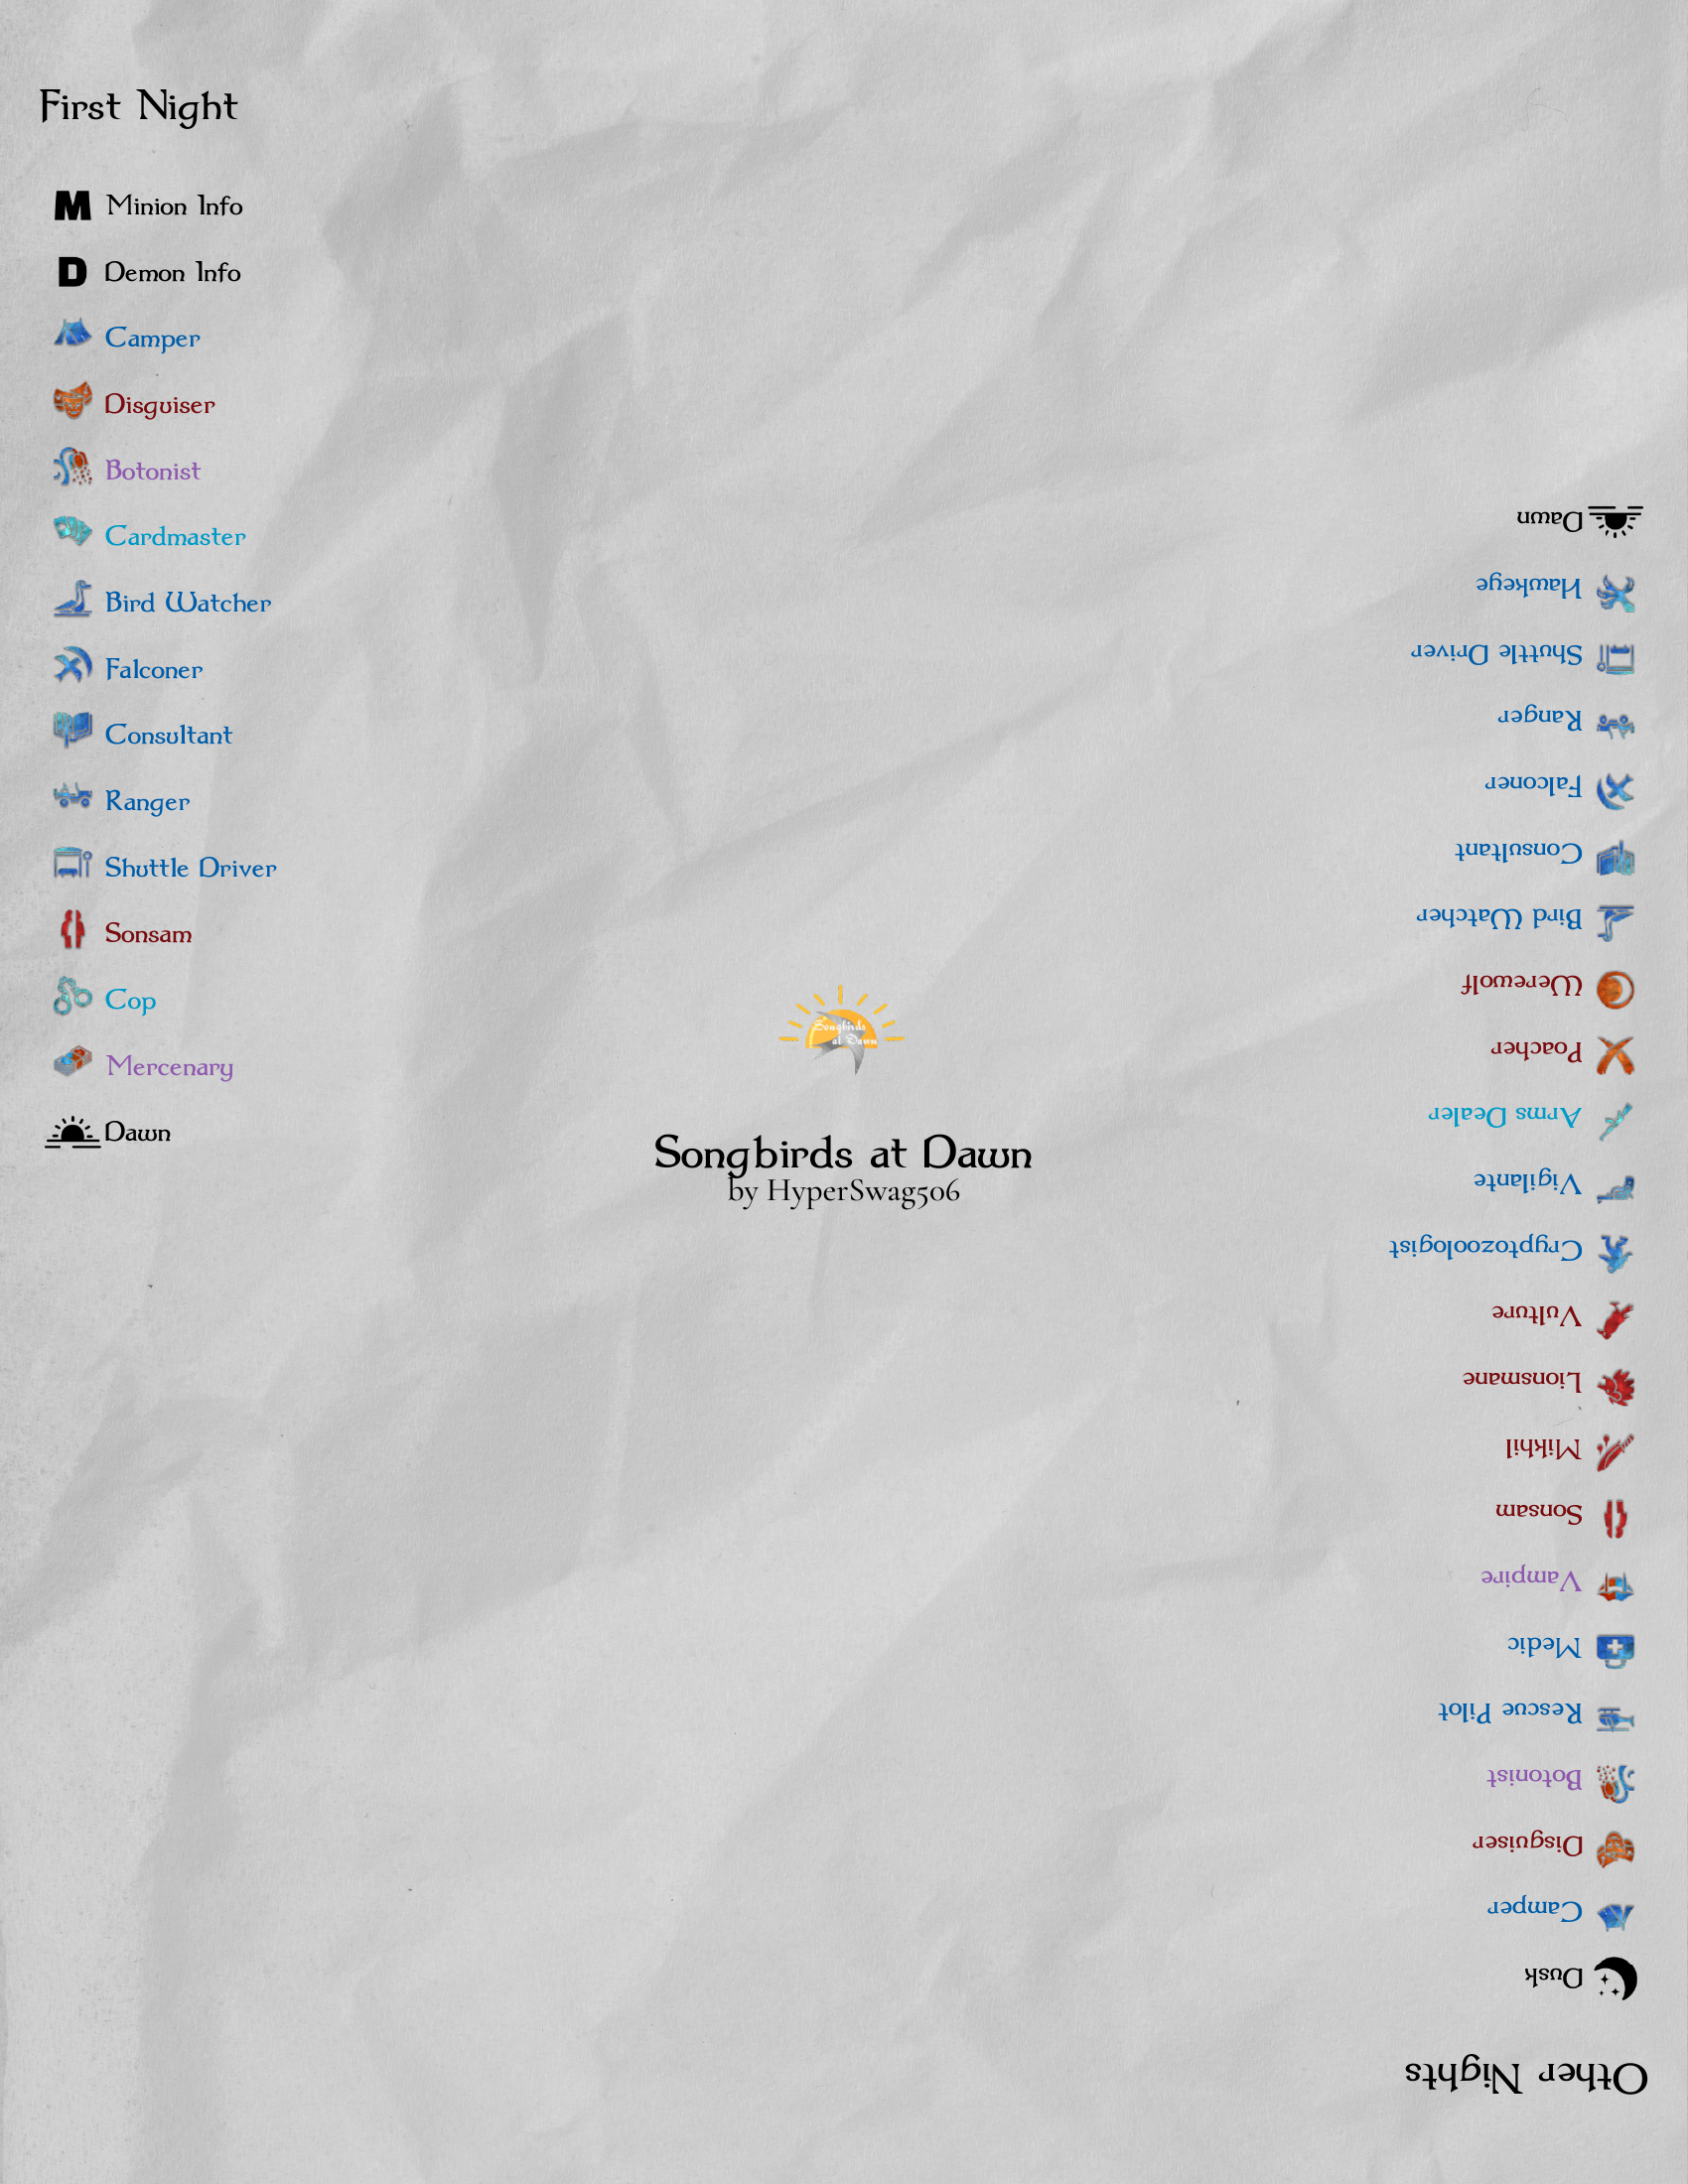 First Night
Minion Info
Demon Info
Camper
Disguiser
Botonist
Cardmaster
Bird Watcher
Falconer
Consultant
Ranger
Shuttle Driver
Sonsam
Cop
Mercenary
Dawn
Songbirds
at Dawn
Songbirds at Dawn
by HyperSwag506
Other Nights
Dusk
Camper
Disguiser
Botonist
Rescue Pilot
Medic
Vampire
Sonsam
Mikhil
Lionsmane
Vulture
Cryptozoologist
Vigilante
Arms Dealer
Poacher
Werewolf
Bird Watcher
Consultant
Falconer
Ranger
Shuttle Driver
Hawkeye
Dawn